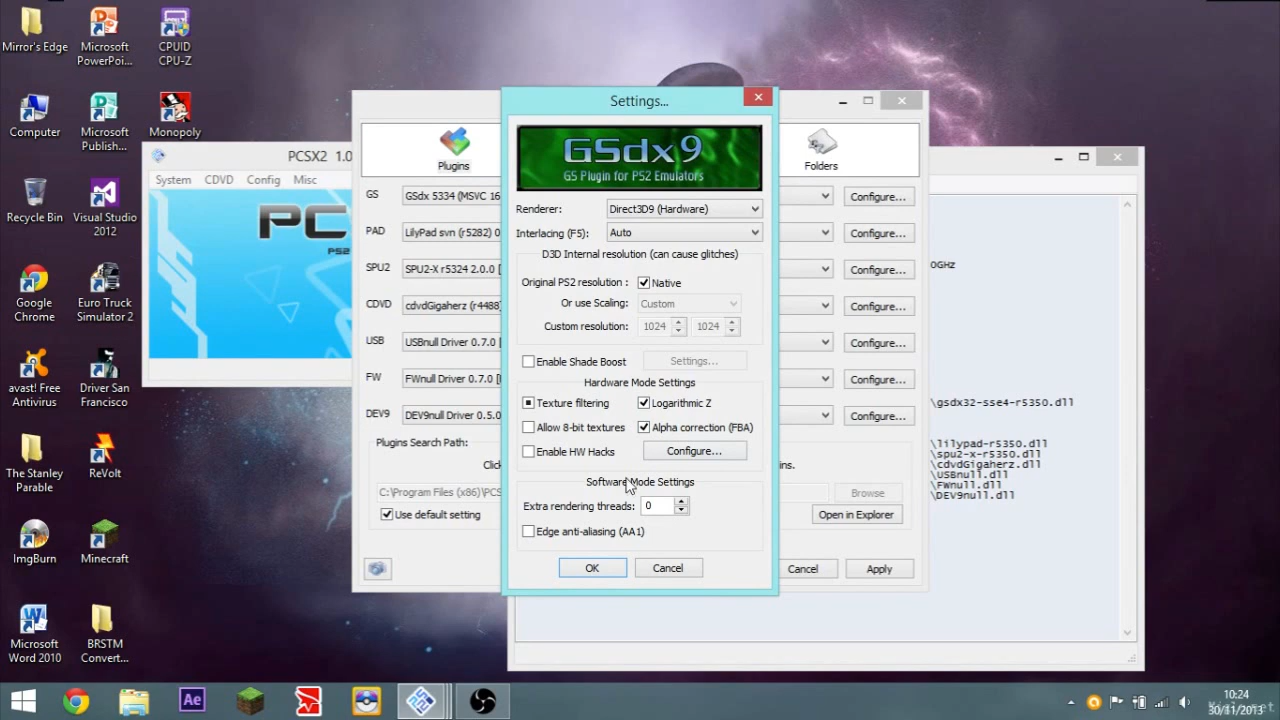 Mirror's Edge
Microsoft
PowerPoi...
CPUID
CPU-Z
Computer
Microsoft
Publish...
Monopoly
Recycle Bin
Visual Studio
2012
Google
Chrome
Euro Truck
Simulator 2
avast! Free
Antivirus
Driver San
Francisco
The Stanley
Parable
ReVolt
ImgBurn
Minecraft
Microsoft
Word 2010
BRSTM
Convert...
PCSX2 1.0
System CDVD Config Misc
PC
PS2
Plugins
Folders
GS
GSdx 5334 (MSVC 16
Configure...
PAD
LilyPad svn (r5282) 0
Configure...
SPU2
SPU2-X r5324 2.0.0 [
Configure...
CDVD
cdvdGigaherz (r4488)
Configure...
USB
USBnull Driver 0.7.0 [
Configure...
FW
FWnull Driver 0.7.0 [
Configure...
DEV9
DEV9null Driver 0.5.0
Configure...
Plugins Search Path:
Clic
ins.
C:\Program Files (x86)\PCS
Browse
Use default setting
Open in Explorer
Cancel
Apply
Settings...
GSdx9
GS Plugin for PS2 Emulators
Renderer: Direct3D9 (Hardware)
Interlacing (F5): Auto
D3D Internal resolution (can cause glitches)
Original PS2 resolution : Native
Or use Scaling: Custom
Custom resolution: 1024 1024
Enable Shade Boost Settings...
Hardware Mode Settings
Texture filtering Logarithmic Z
Allow 8-bit textures Alpha correction (FBA)
Enable HW Hacks Configure...
Software Mode Settings
Extra rendering threads: 0
Edge anti-aliasing (AA1)
OK Cancel
0GHz
\gsdx32-sse4-r5350.dll
\lilypad-r5350.dll
\spu2-x-r5350.dll
\cdvdGigaherz.dll
\USBnull.dll
\FWnull.dll
\DEV9null.dll
Ae
10:24
30/11/2013